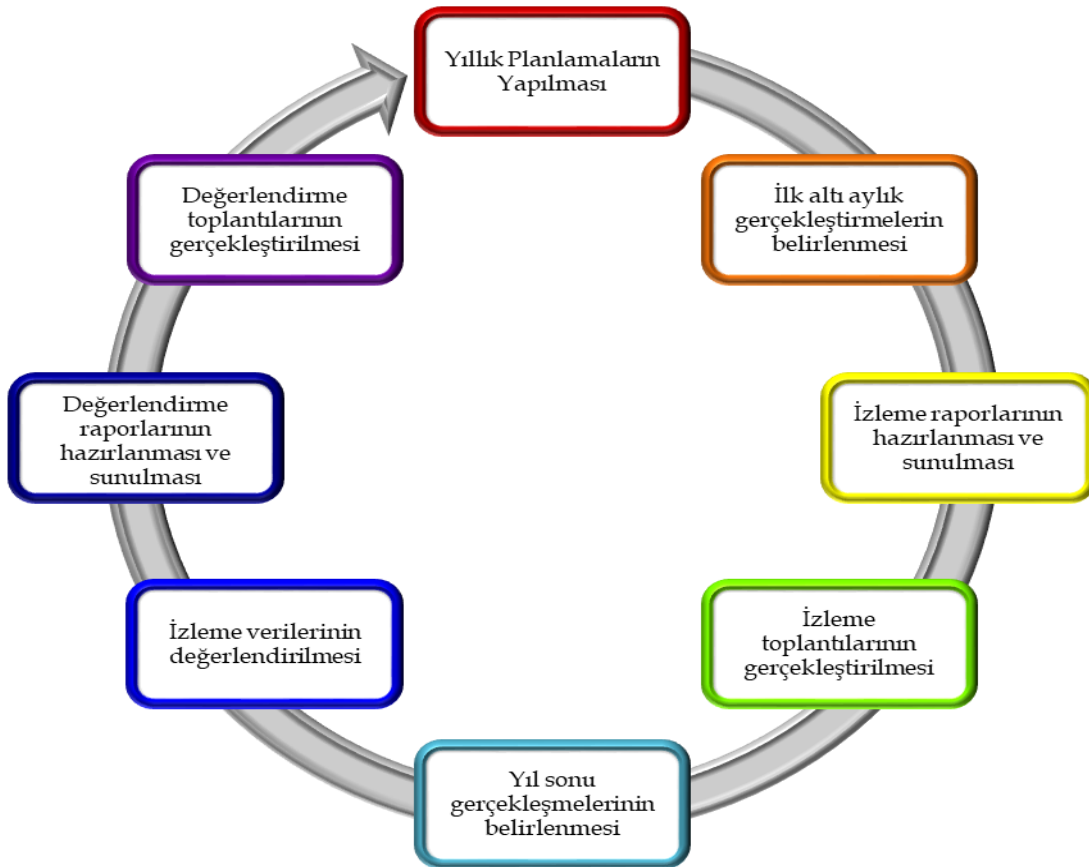 Yıllık Planlamaların
Yapılması
İlk altı aylık
gerçekleştirmelerin
belirlenmesi
İzleme raporlarının
hazırlanması ve
sunulması
İzleme
toplantılarının
gerçekleştirilmesi
Yıl sonu
gerçekleşmelerinin
belirlenmesi
İzleme verilerinin
değerlendirilmesi
Değerlendirme
raporlarının
hazırlanması ve
sunulması
Değerlendirme
toplantılarının
gerçekleştirilmesi